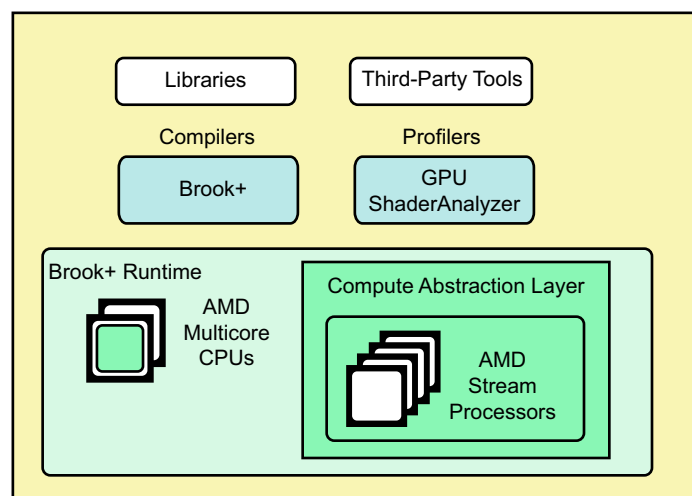 Libraries
Third-Party Tools
Compilers
Profilers
Brook+
GPU
ShaderAnalyzer
Brook+ Runtime
AMD
Multicore
CPUs
Compute Abstraction Layer
AMD
Stream
Processors